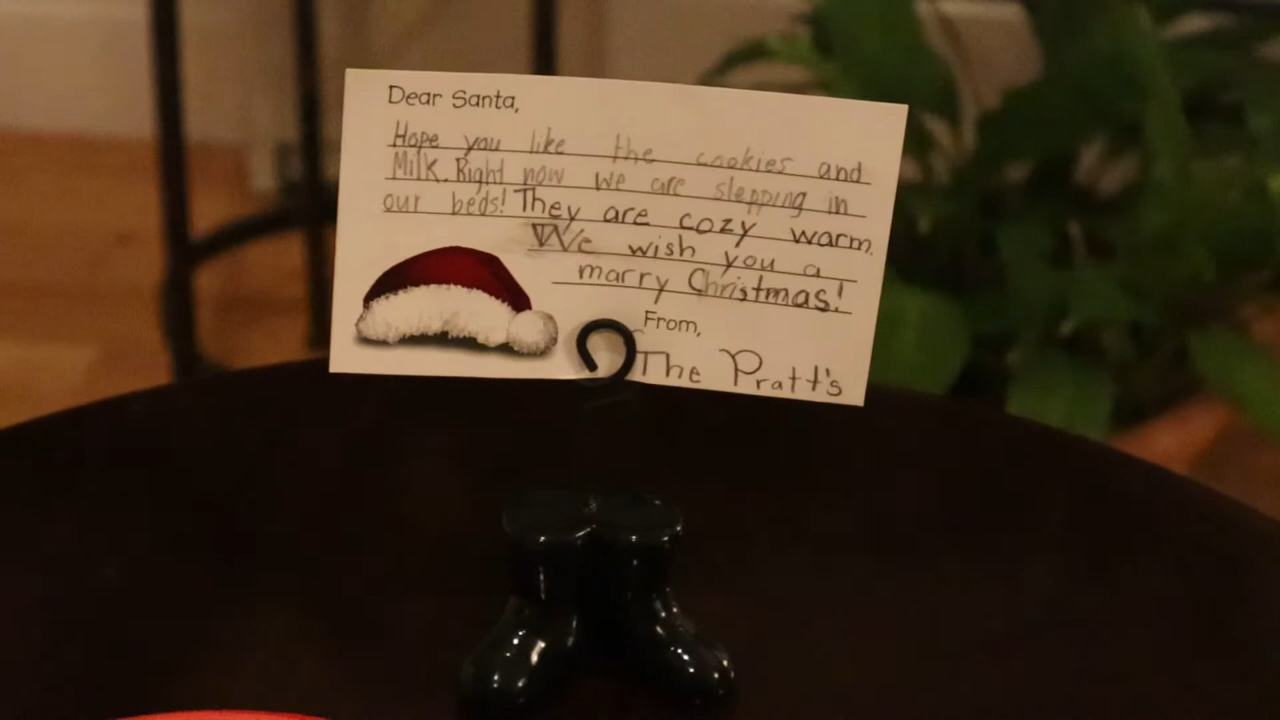 Dear Santa,
Hope you like the cookies and
Milk. Right now we are slepping in
our beds! They are cozy warm.
We wish you a
marry Christmas!
From,
The Pratt's